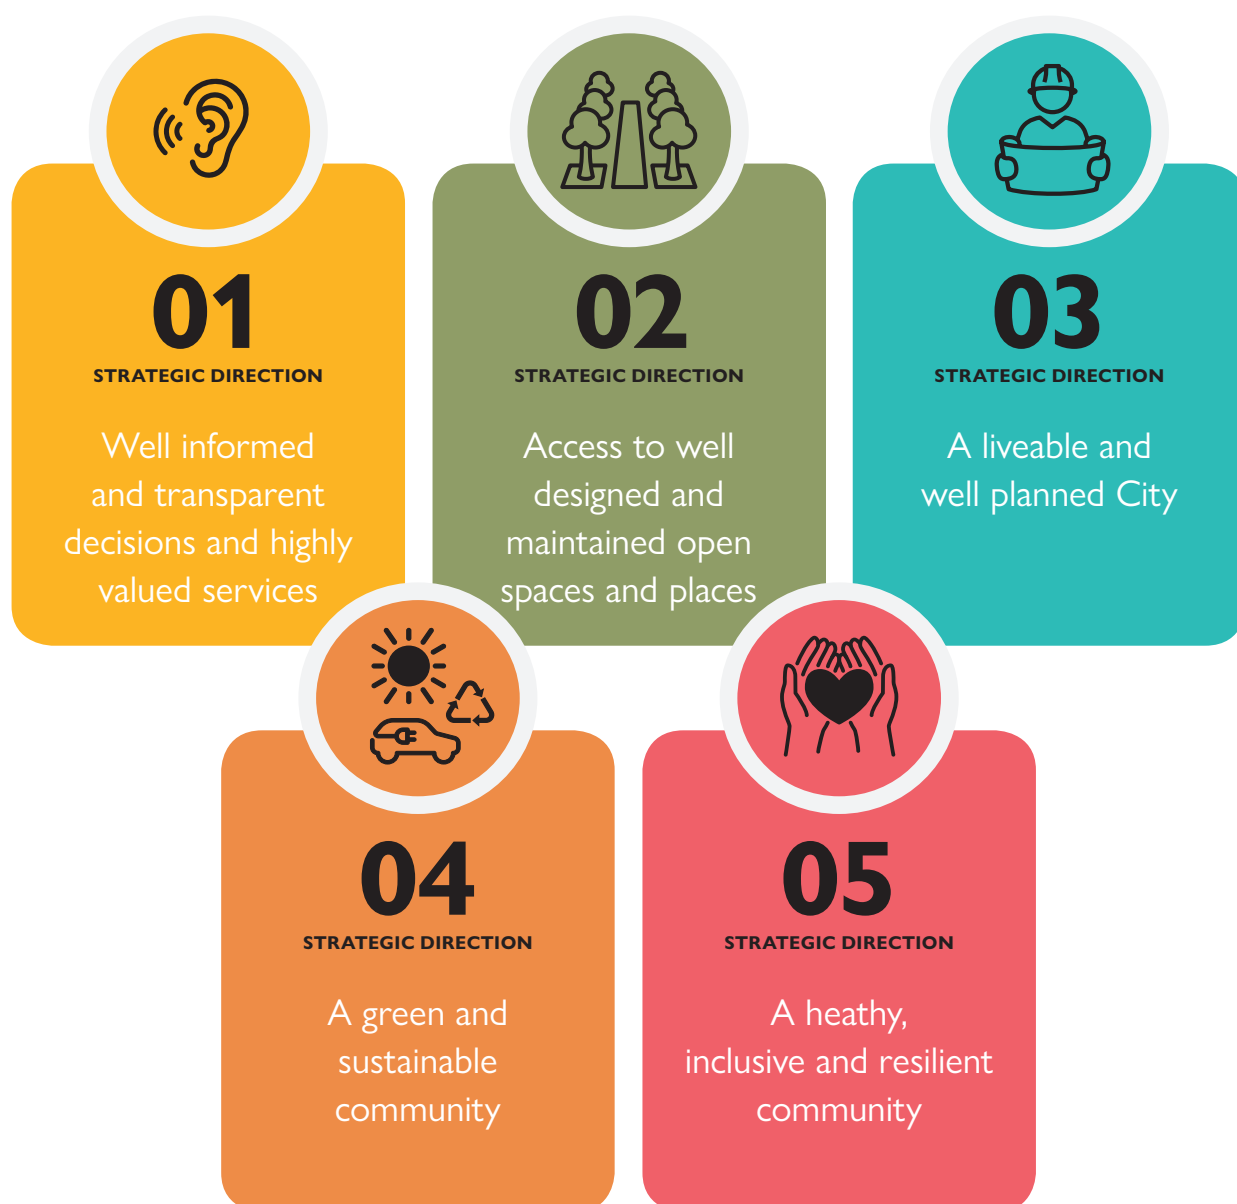 01
STRATEGIC DIRECTION
Well informed
and transparent
decisions and highly
valued services
02
STRATEGIC DIRECTION
Access to well
designed and
maintained open
spaces and places
03
STRATEGIC DIRECTION
A liveable and
well planned City
04
STRATEGIC DIRECTION
A green and
sustainable
community
05
STRATEGIC DIRECTION
A heathy,
inclusive and resilient
community